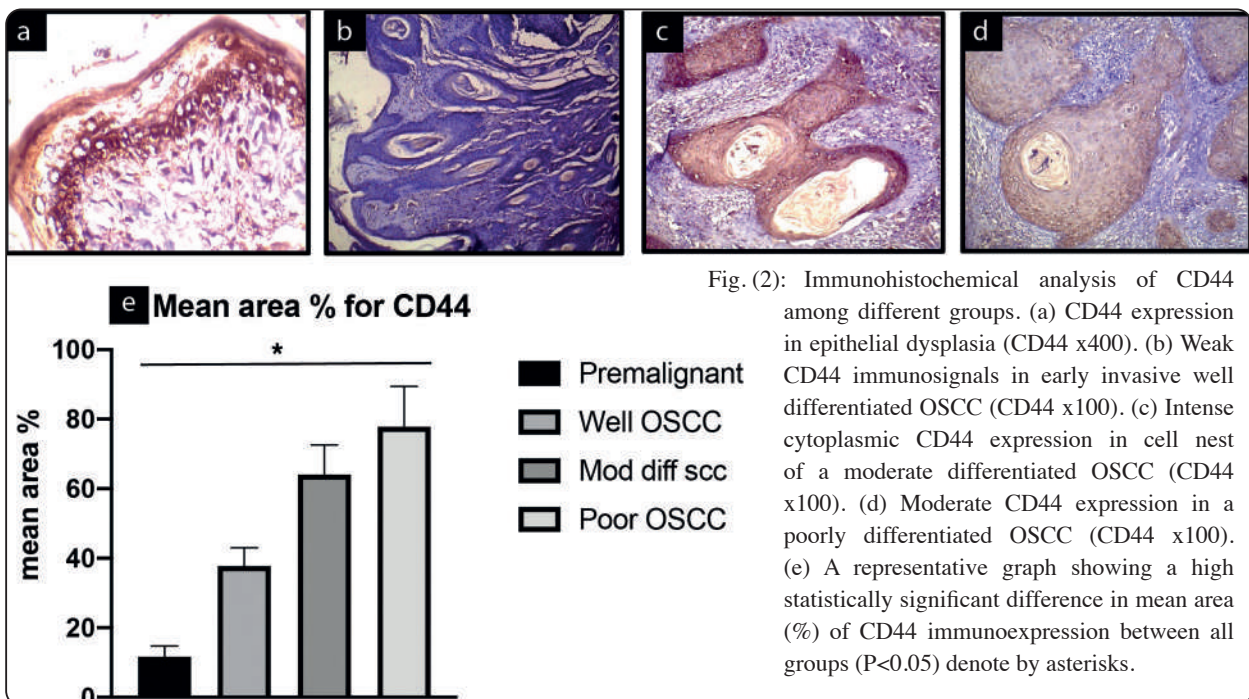 a
b
c
d
e Mean area % for CD44
*
100
80
60
40
20
0
mean area %
Premalignant
Well OSCC
Mod diff scc
Poor OSCC
Fig. (2): Immunohistochemical analysis of CD44
among different groups. (a) CD44 expression
in epithelial dysplasia (CD44 x400). (b) Weak
CD44 immunosignals in early invasive well
differentiated OSCC (CD44 x100). (c) Intense
cytoplasmic CD44 expression in cell nest
of a moderate differentiated OSCC (CD44
x100). (d) Moderate CD44 expression in a
poorly differentiated OSCC (CD44 x100).
(e) A representative graph showing a high
statistically significant difference in mean area
(%) of CD44 immunoexpression between all
groups (P<0.05) denote by asterisks.